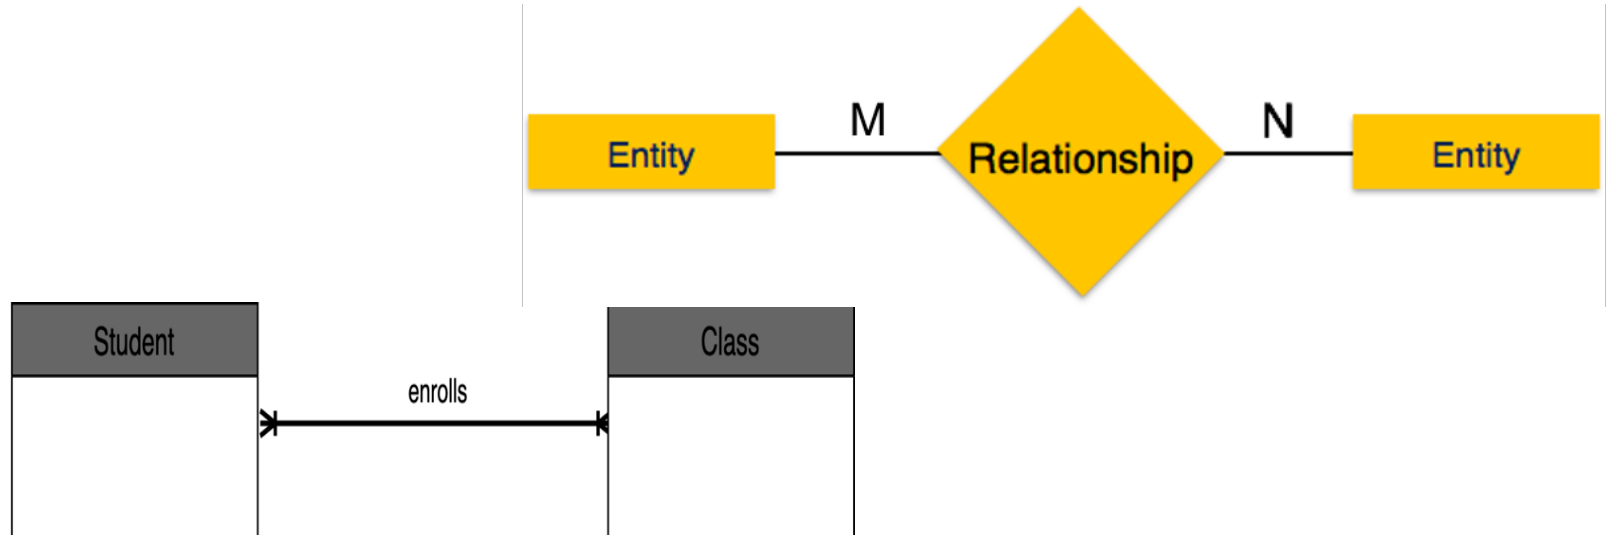 M
N
Entity
Relationship
Entity
Student
Class
enrolls